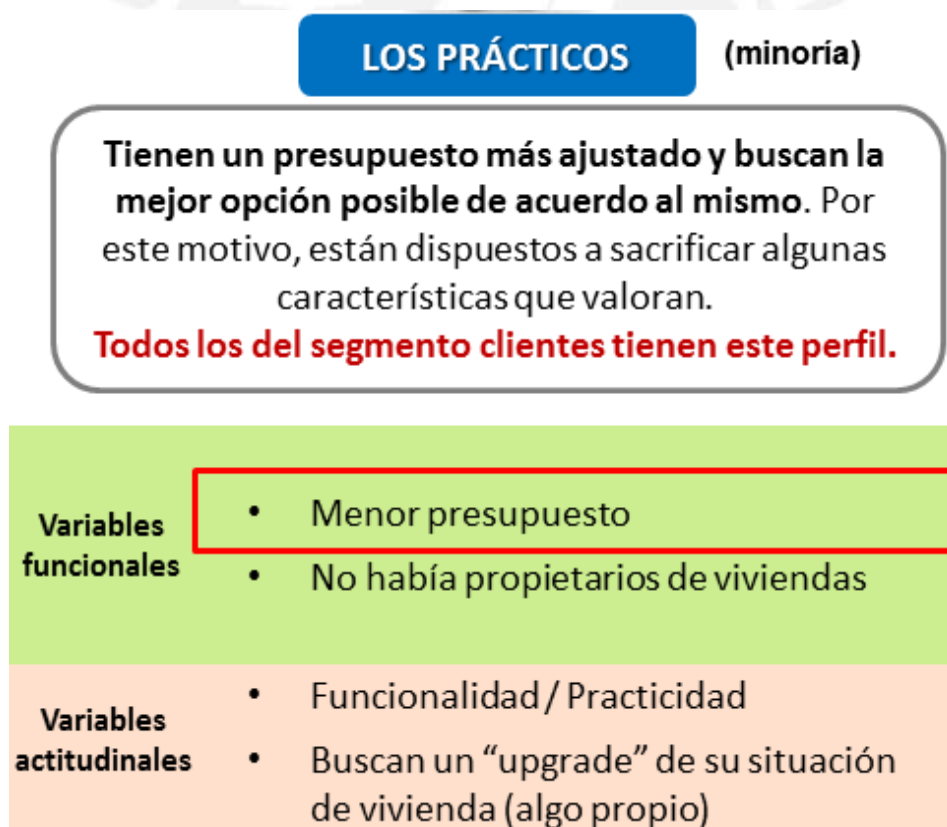 LOS PRÁCTICOS
(minoría)
Tienen un presupuesto más ajustado y buscan la
mejor opción posible de acuerdo al mismo. Por
este motivo, están dispuestos a sacrificar algunas
características que valoran.
Todos los del segmento clientes tienen este perfil.
Variables
funcionales
• Menor presupuesto
• No había propietarios de viviendas
Variables
actitudinales
• Funcionalidad / Practicidad
• Buscan un “upgrade” de su situación
de vivienda (algo propio)